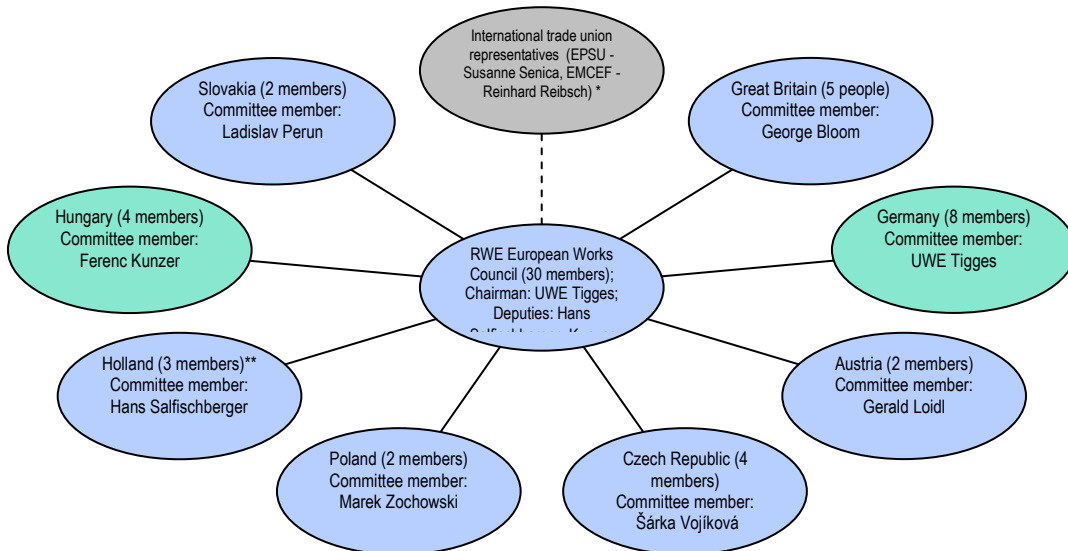 International trade union
representatives (EPSU -
Susanne Senica, EMCEF -
Reinhard Reibsch) *
Slovakia (2 members)
Committee member:
Ladislav Perun
Great Britain (5 people)
Committee member:
George Bloom
Hungary (4 members)
Committee member:
Ferenc Kunzer
Germany (8 members)
Committee member:
UWE Tigges
RWE European Works
Council (30 members);
Chairman: UWE Tigges;
Deputies: Hans
Holland (3 members)**
Committee member:
Hans Salfischberger
Austria (2 members)
Committee member:
Gerald Loidl
Poland (2 members)
Committee member:
Marek Zochowski
Czech Republic (4
members)
Committee member:
Šárka Vojíková